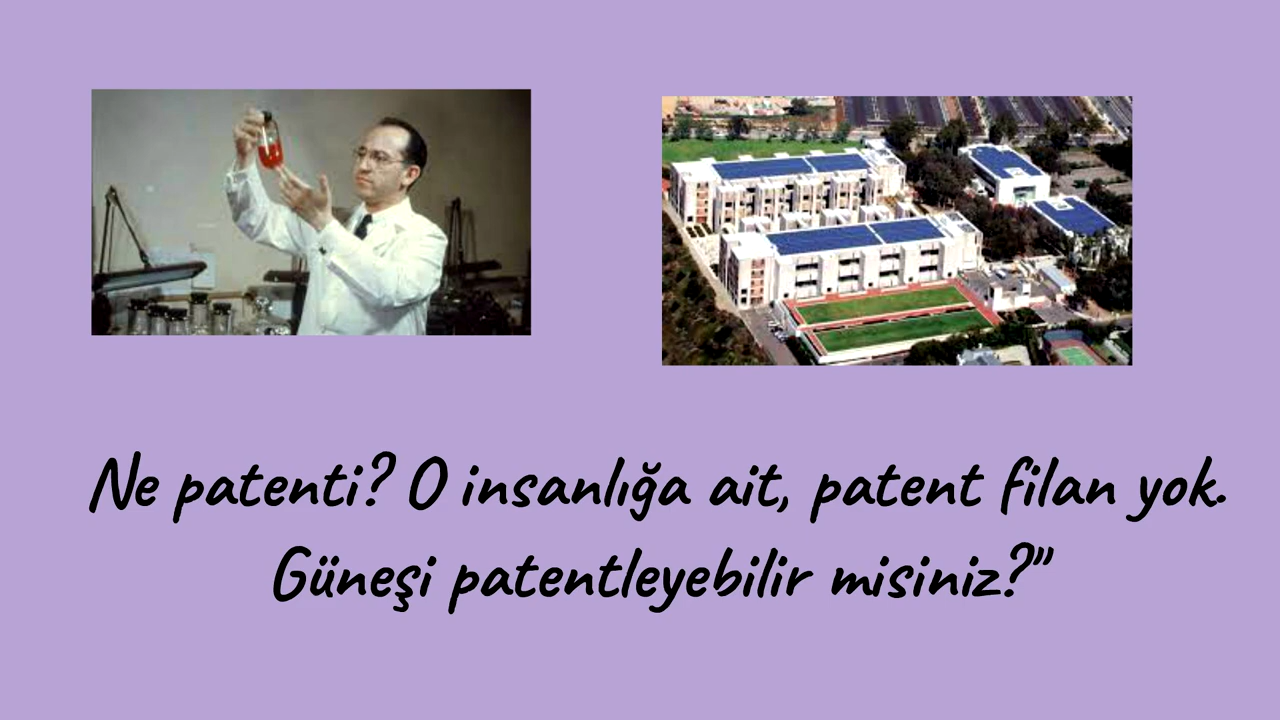 Ne patenti? O insanlığa ait, patent filan yok.
Güneşi patentleyebilir misiniz?"